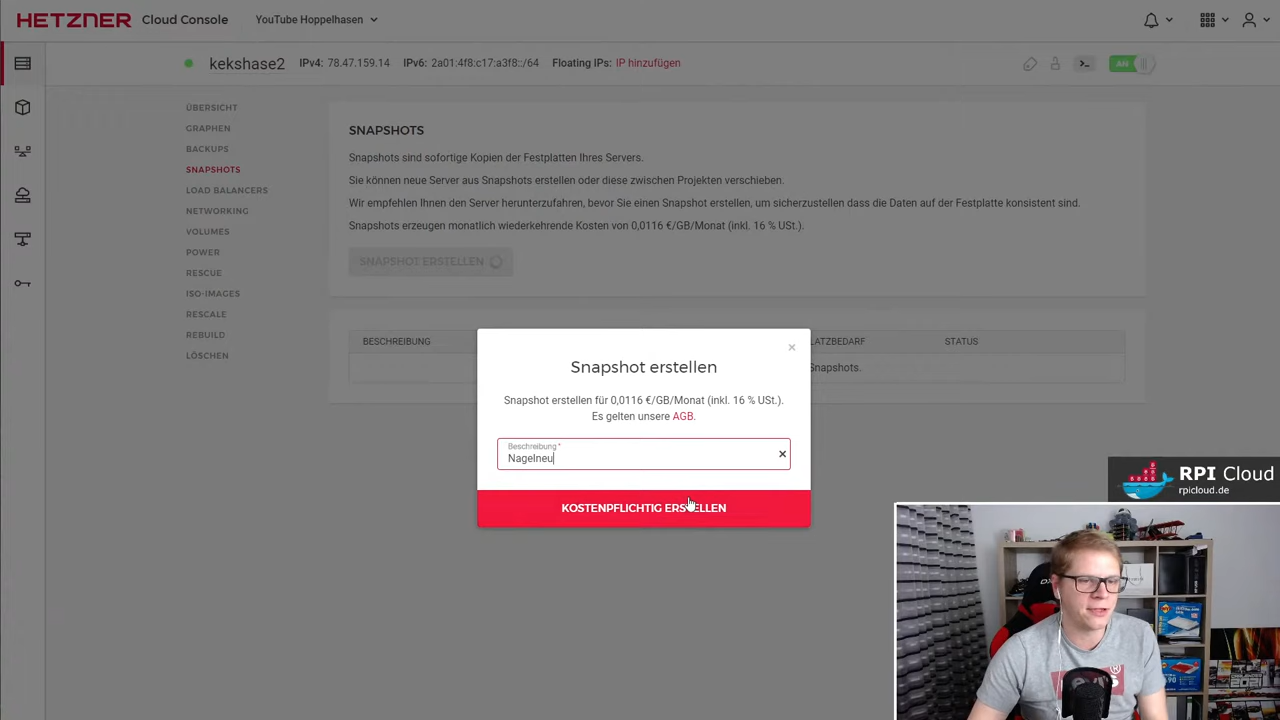 HETZNER Cloud Console YouTube Hoppelhasen
kekshase2 IPv4: 78.47.159.14 IPv6: 2a01:4f8:c17:a3f8::/64 Floating IPs: IP hinzufügen AN
ÜBERSICHT
GRAPHEN
BACKUPS
SNAPSHOTS
LOAD BALANCERS
NETWORKING
VOLUMES
POWER
RESCUE
ISO-IMAGES
RESCALE
REBUILD
LÖSCHEN
SNAPSHOTS
Snapshots sind sofortige Kopien der Festplatten Ihres Servers.
Sie können neue Server aus Snapshots erstellen oder diese zwischen Projekten verschieben.
Wir empfehlen Ihnen den Server herunterzufahren, bevor Sie einen Snapshot erstellen, um sicherzustellen dass die Daten auf der Festplatte konsistent sind.
Snapshots erzeugen monatlich wiederkehrende Kosten von 0,0116 €/GB/Monat (inkl. 16 % USt.).
SNAPSHOT ERSTELLEN
BESCHREIBUNG LATZBEDARF STATUS
Snapshots.
Snapshot erstellen
Snapshot erstellen für 0,0116 €/GB/Monat (inkl. 16 % USt.).
Es gelten unsere AGB.
Beschreibung *
Nagelneu
KOSTENPFLICHTIG ERSTELLEN
RPI Cloud
rpicloud.de